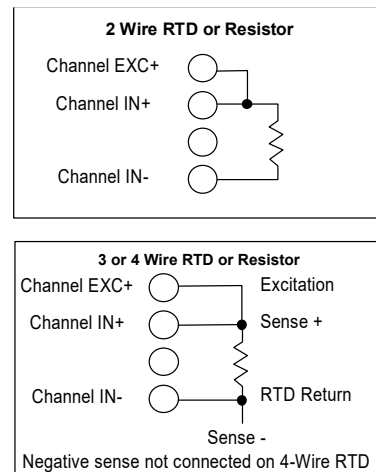 2 Wire RTD or Resistor
Channel EXC+
Channel IN+
Channel IN-
3 or 4 Wire RTD or Resistor
Channel EXC+ Excitation
Channel IN+ Sense +
Channel IN- RTD Return
Sense -
Negative sense not connected on 4-Wire RTD